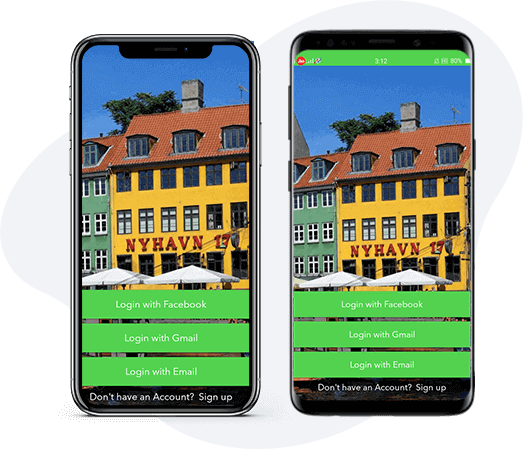 NYHAVN 17
Login with Facebook
Login with Gmail
Login with Email
Don't have an Account? Sign up
3:12
80%
NYHAVN 17
Login with Facebook
Login with Gmail
Login with Email
Don't have an Account? Sign up